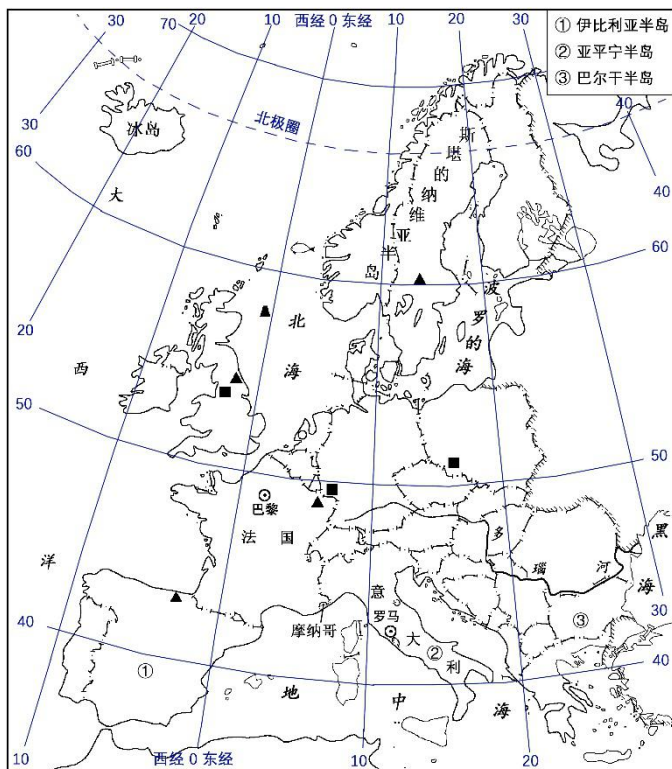 30 70 20 10 西经 0 东经 10 20 30
① 伊比利亚半岛
② 亚平宁半岛
③ 巴尔干半岛
40
冰岛
北极圈
30
60
大
斯堪的纳维亚半岛
40
60
20
西
北海
波罗的海
50
50
巴黎
法国
多瑙河
黑海
洋
意大利
30
摩纳哥
罗马
③
40
①
②
40
地中海
10 西经 0 东经 10 20